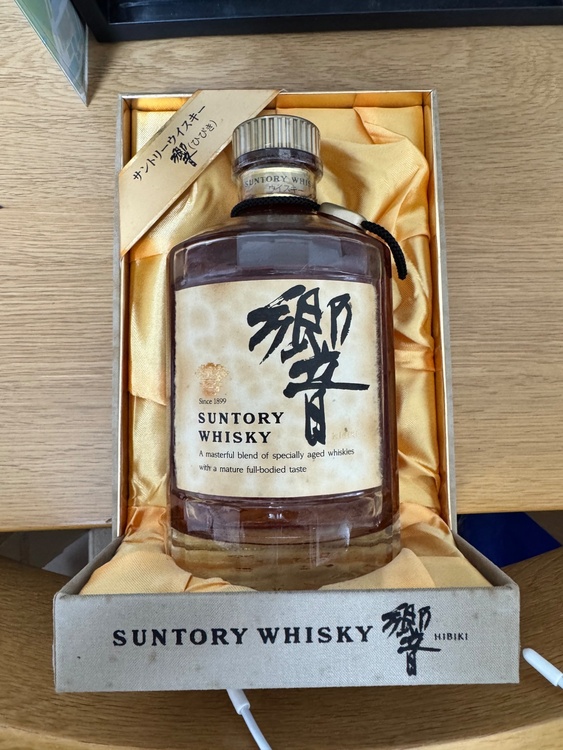 サントリーウイスキー
響(ひびき)
SUNTORY WHIS
響
Since 1899
SUNTORY
WHISKY
A masterful blend of specially aged whiskies
with a mature full-bodied taste
SUNTORY WHISKY 響 HIBIKI